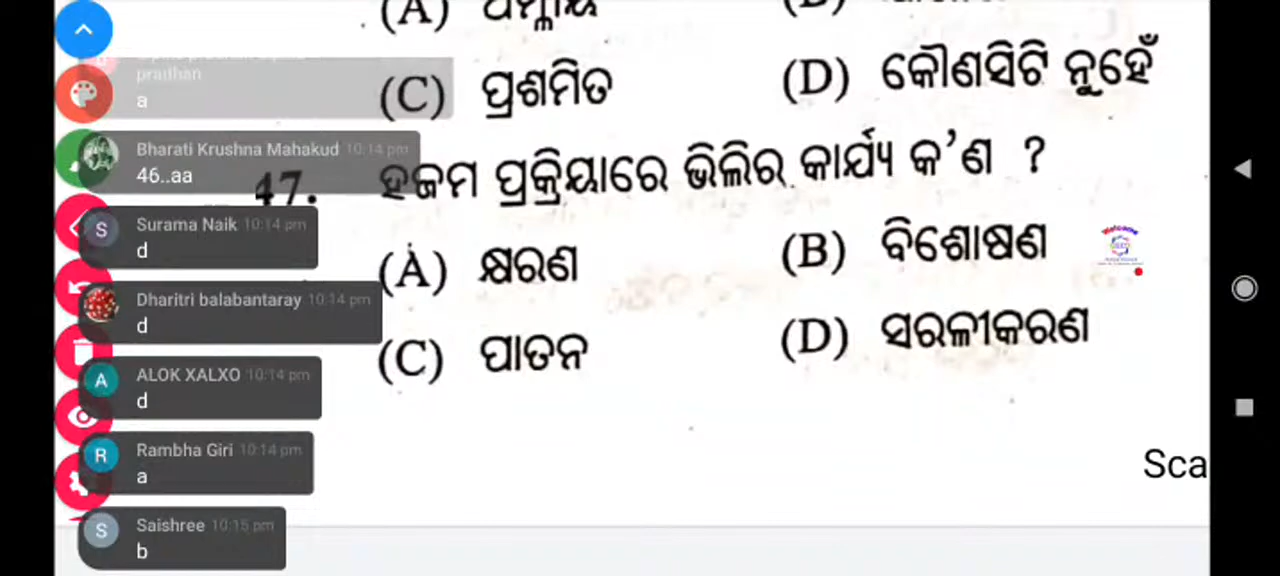 (A)
pradhan
a
(C) ପ୍ରଶମିତ
(D) କୌଣସିଟି ନୁହେଁ
Bharati Krushna Mahakud 10:14 pm
46..aa
47. ହଜମ ପ୍ରକ୍ରିୟାରେ ଭିଲିର କାର୍ଯ୍ୟ କ'ଣ ?
Surama Naik 10:14 pm
d
(A) କ୍ଷରଣ
(B) ବିଶୋଷଣ
Welcome
Dharitri balabantaray 10:14 pm
d
(C) ପାତନ
(D) ସରଳୀକରଣ
ALOK XALXO 10:14 pm
d
Rambha Giri 10:14 pm
a
Sca
Saishree 10:15 pm
b